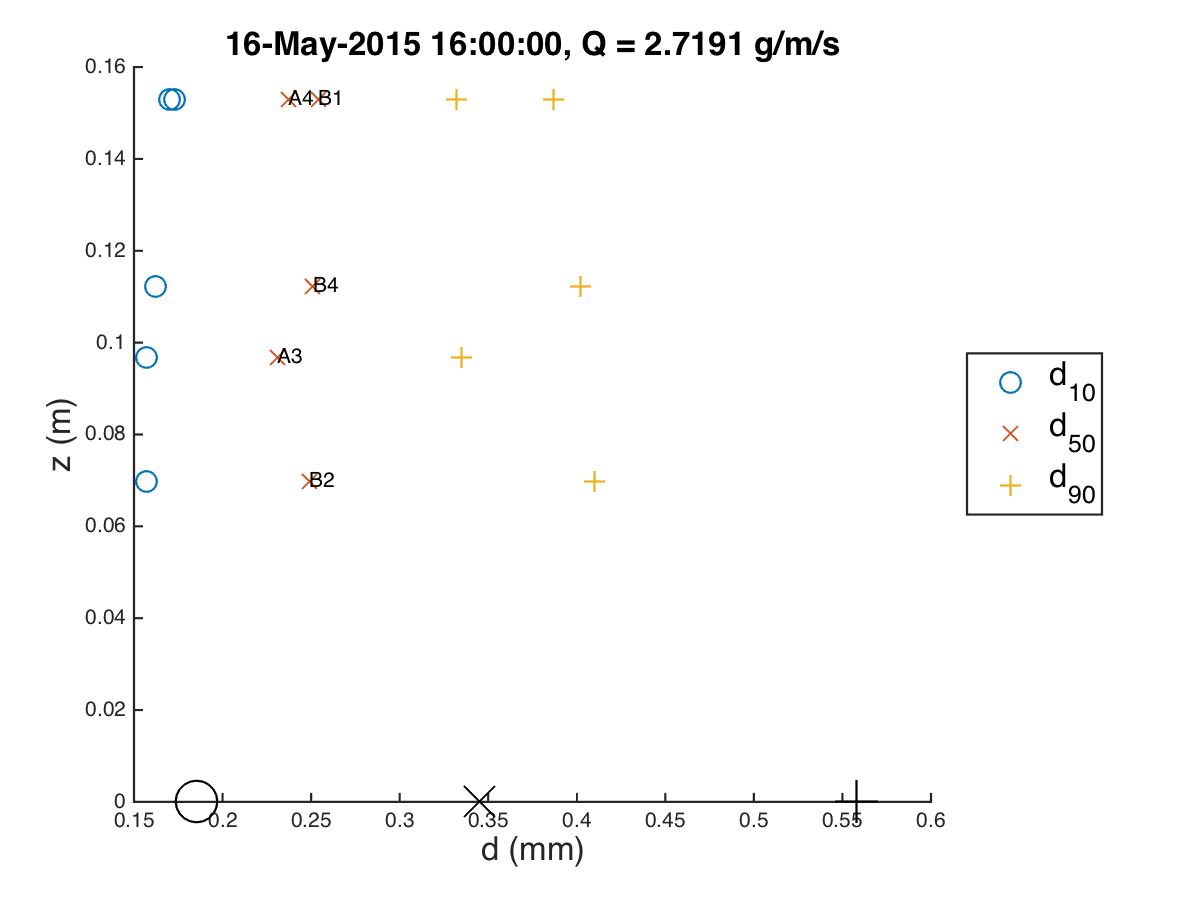 16-May-2015 16:00:00, Q = 2.7191 g/m/s
0.16
A4 B1
0.14
0.12
B4
0.1
A3
0.08
B2
0.06
0.04
0.02
0
z (m)
0.15 0.2 0.25 0.3 0.35 0.4 0.45 0.5 0.55 0.6
d (mm)
d10
d50
d90